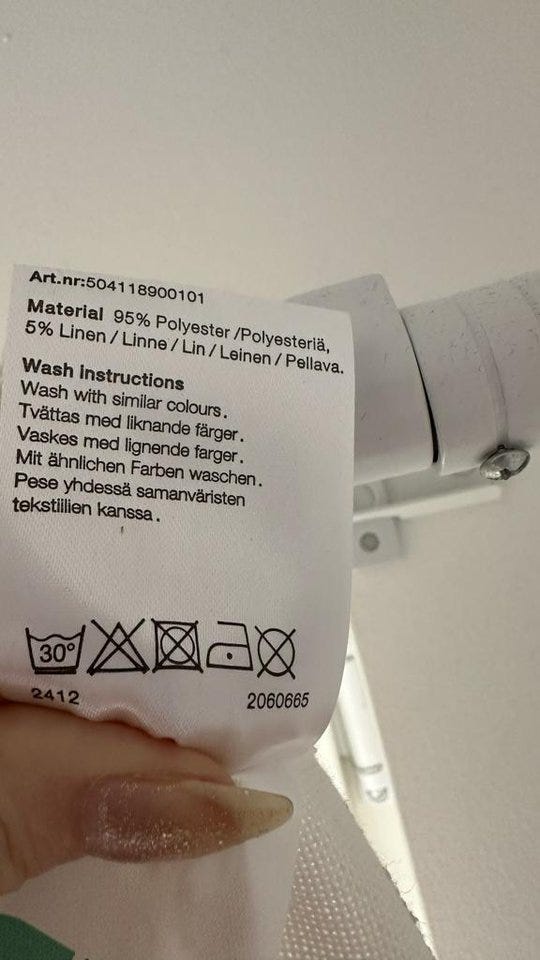 Art.nr:504118900101
Material 95% Polyester /Polyesteriä,
5% Linen / Linne / Lin / Leinen / Pellava.
Wash instructions
Wash with similar colours.
Tvättas med liknande färger.
Vaskes med lignende farger.
Mit ähnlichen Farben waschen.
Pese yhdessä samanväristen
tekstiilien kanssa.
30°
2412 2060665